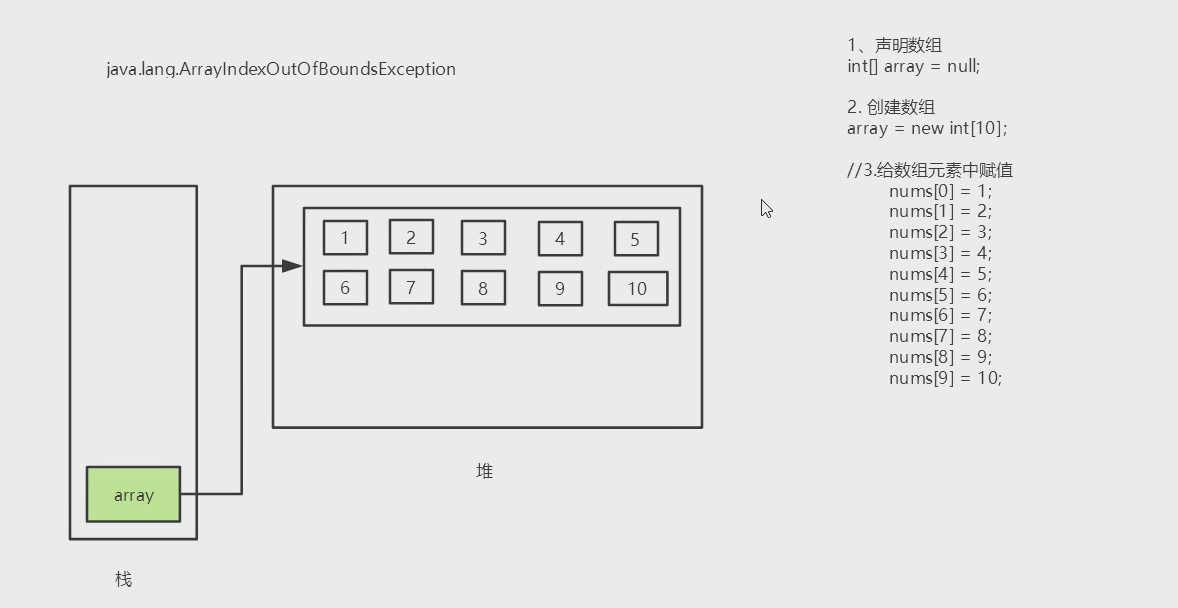 java.lang.ArrayIndexOutOfBoundsException
1、声明数组
int[] array = null;
2. 创建数组
array = new int[10];
//3.给数组元素中赋值
nums[0] = 1;
nums[1] = 2;
nums[2] = 3;
nums[3] = 4;
nums[4] = 5;
nums[5] = 6;
nums[6] = 7;
nums[7] = 8;
nums[8] = 9;
nums[9] = 10;
1 2 3 4 5
6 7 8 9 10
堆
array
栈